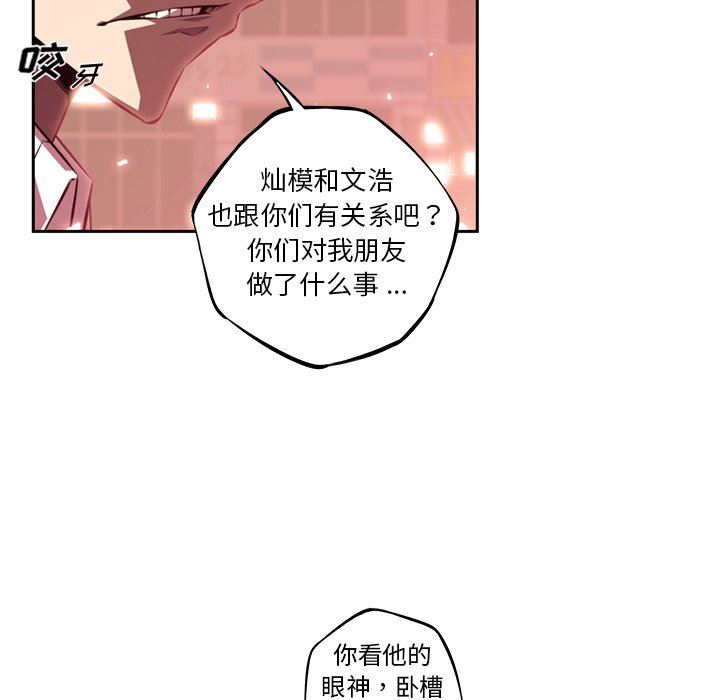 咬牙
灿模和文浩
也跟你们有关系吧？
你们对我朋友
做了什么事...
你看他的
眼神，卧槽